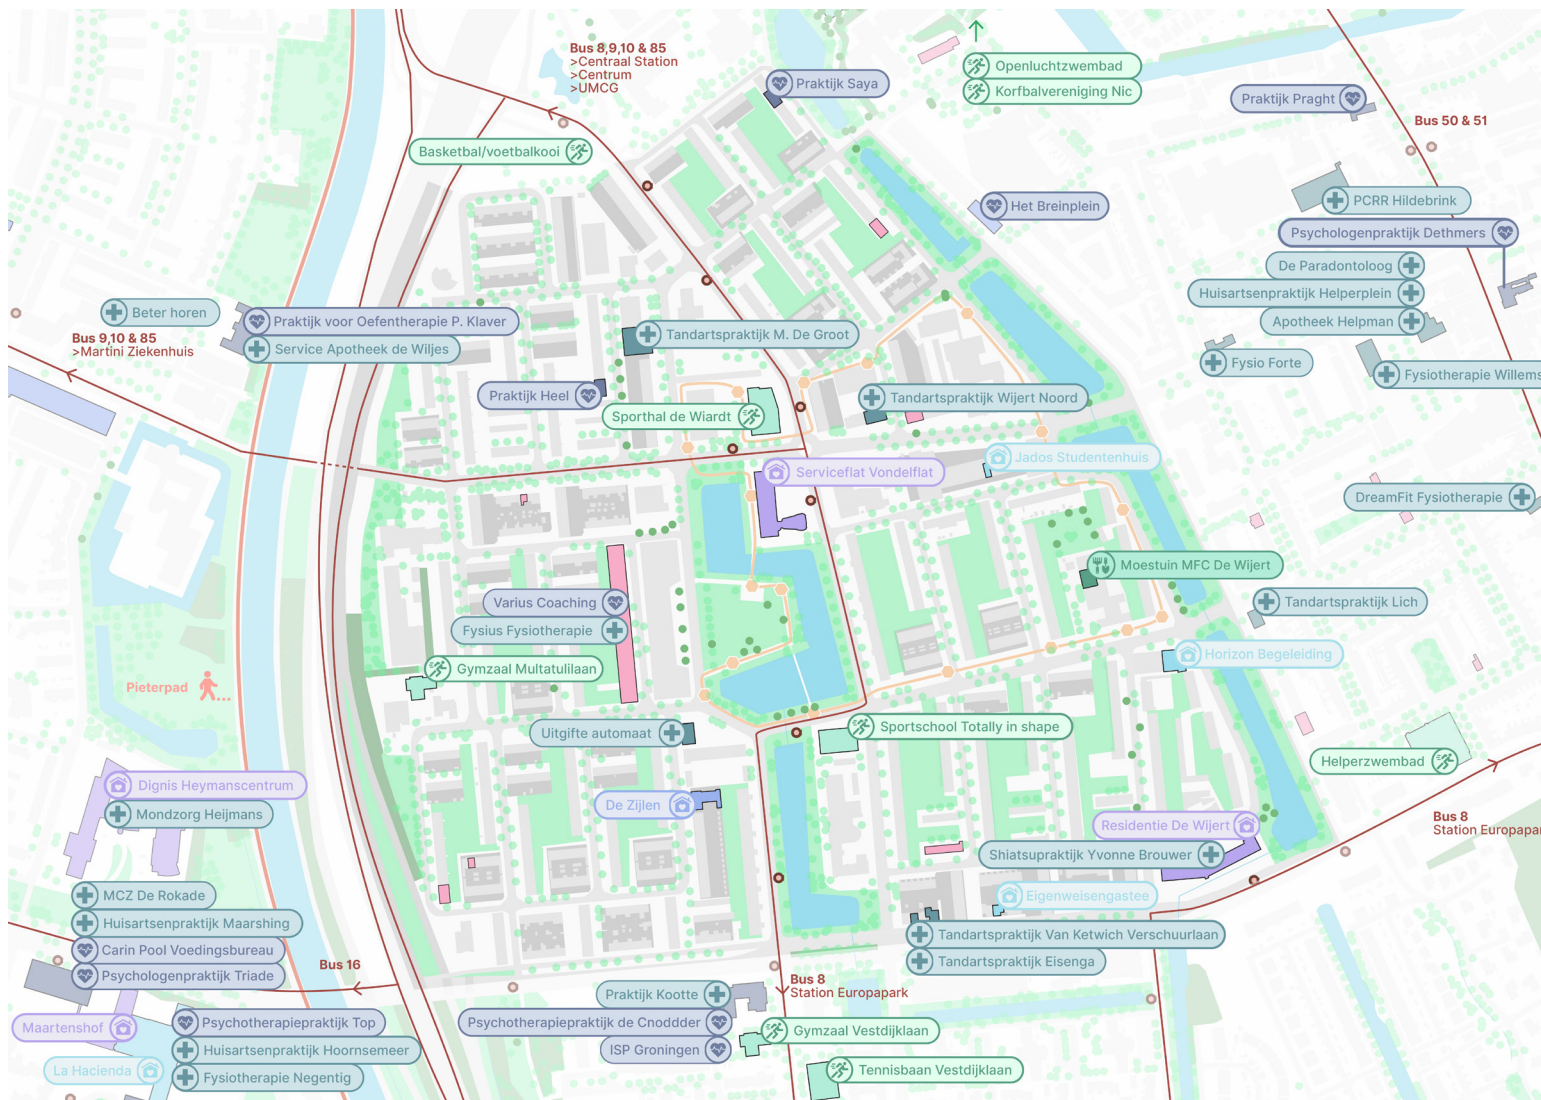 Bus 8,9,10 & 85
>Centraal Station
>Centrum
>UMCG
Openluchtzwembad
Korfbalvereniging Nic
Praktijk Saya
Praktijk Praght
Bus 50 & 51
Basketbal/voetbalkooi
Het Breinplein
PCRR Hildebrink
Psychologenpraktijk Dethmers
De Paradontoloog
Huisartsenpraktijk Helperplein
Apotheek Helpman
Beter horen
Praktijk voor Oefentherapie P. Klaver
Service Apotheek de Wiljes
Bus 9,10 & 85
>Martini Ziekenhuis
Tandartspraktijk M. De Groot
Fysio Forte
Fysiotherapie Willems
Praktijk Heel
Sporthal de Wiardt
Tandartspraktijk Wijert Noord
Jados Studentenhuis
Serviceflat Vondelflat
DreamFit Fysiotherapie
Moestuin MFC De Wijert
Varius Coaching
Fysius Fysiotherapie
Tandartspraktijk Lich
Gymzaal Multatulilaan
Horizon Begeleiding
Pieterpad
Uitgifte automaat
Sportschool Totally in shape
Helperzwembad
Dignis Heymanscentrum
Mondzorg Heijmans
De Zijlen
Residentie De Wijert
Bus 8
Station Europapar
Shiatsupraktijk Yvonne Brouwer
MCZ De Rokade
Huisartsenpraktijk Maarshing
Carin Pool Voedingsbureau
Psychologenpraktijk Triade
Eigenweisengastee
Tandartspraktijk Van Ketwich Verschuurlaan
Tandartspraktijk Eisenga
Bus 16
Bus 8
Station Europapark
Praktijk Kootte
Psychotherapiepraktijk de Cnoddder
ISP Groningen
Maartenshof
Psychotherapiepraktijk Top
Huisartsenpraktijk Hoornsemeer
Fysiotherapie Negentig
La Hacienda
Gymzaal Vestdijklaan
Tennisbaan Vestdijklaan